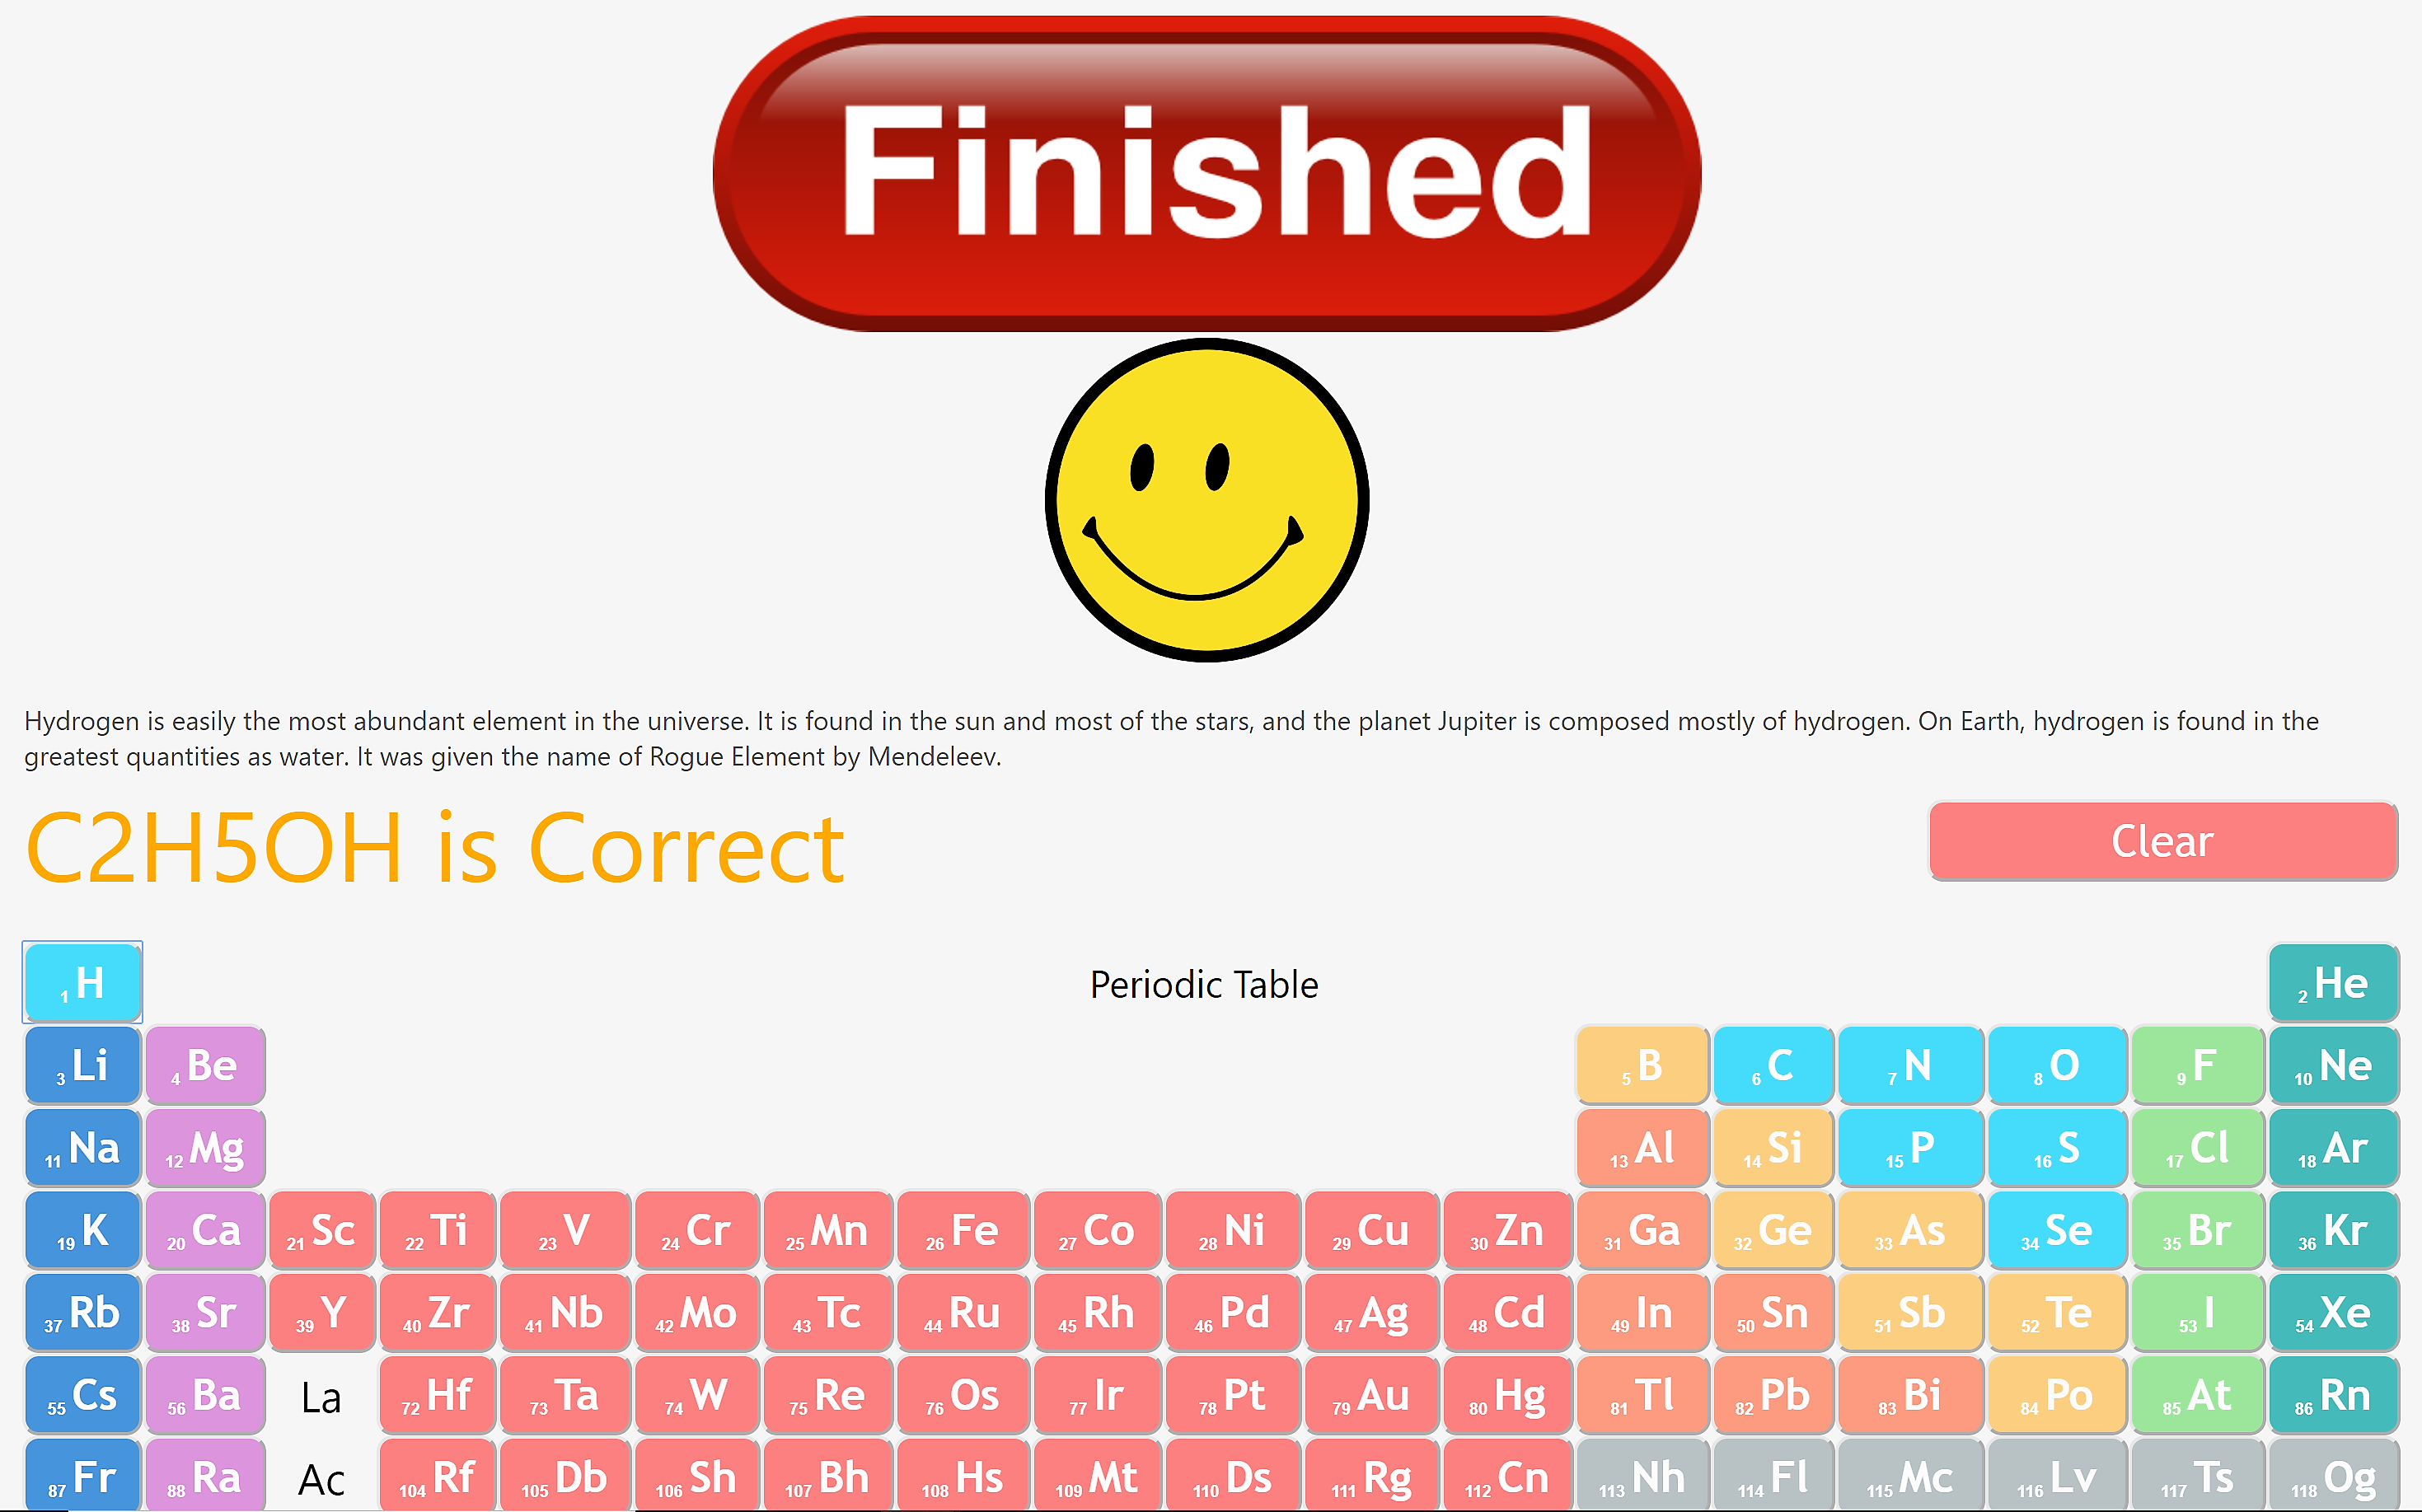 Finished
Hydrogen is easily the most abundant element in the universe. It is found in the sun and most of the stars, and the planet Jupiter is composed mostly of hydrogen. On Earth, hydrogen is found in the
greatest quantities as water. It was given the name of Rogue Element by Mendeleev.
C2H5OH is Correct
Clear
1 H Periodic Table 2 He
3 Li 4 Be 5 B 6 C 7 N 8 O 9 F 10 Ne
11 Na 12 Mg 13 Al 14 Si 15 P 16 S 17 Cl 18 Ar
19 K 20 Ca 21 Sc 22 Ti 23 V 24 Cr 25 Mn 26 Fe 27 Co 28 Ni 29 Cu 30 Zn 31 Ga 32 Ge 33 As 34 Se 35 Br 36 Kr
37 Rb 38 Sr 39 Y 40 Zr 41 Nb 42 Mo 43 Tc 44 Ru 45 Rh 46 Pd 47 Ag 48 Cd 49 In 50 Sn 51 Sb 52 Te 53 I 54 Xe
55 Cs 56 Ba La 72 Hf 73 Ta 74 W 75 Re 76 Os 77 Ir 78 Pt 79 Au 80 Hg 81 Tl 82 Pb 83 Bi 84 Po 85 At 86 Rn
87 Fr 88 Ra Ac 104 Rf 105 Db 106 Sh 107 Bh 108 Hs 109 Mt 110 Ds 111 Rg 112 Cn 113 Nh 114 Fl 115 Mc 116 Lv 117 Ts 118 Og